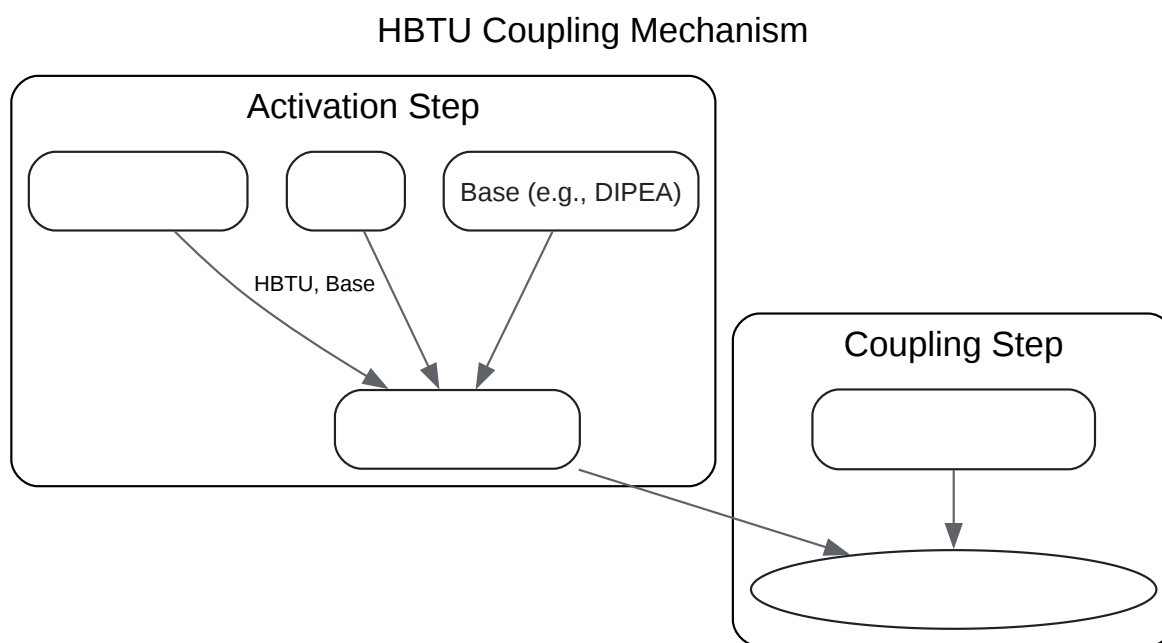 HBTU Coupling Mechanism
Activation Step
Base (e.g., DIPEA)
HBTU, Base
Coupling Step